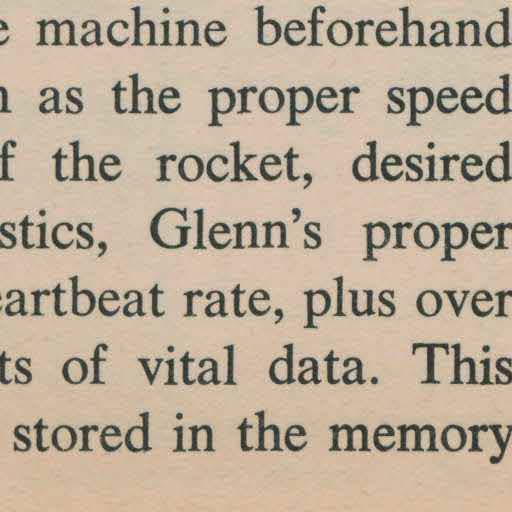 machine beforehand
as the proper speed
the rocket, desired
stics, Glenn's proper
eartbeat rate, plus over
ts of vital data. This
stored in the memory